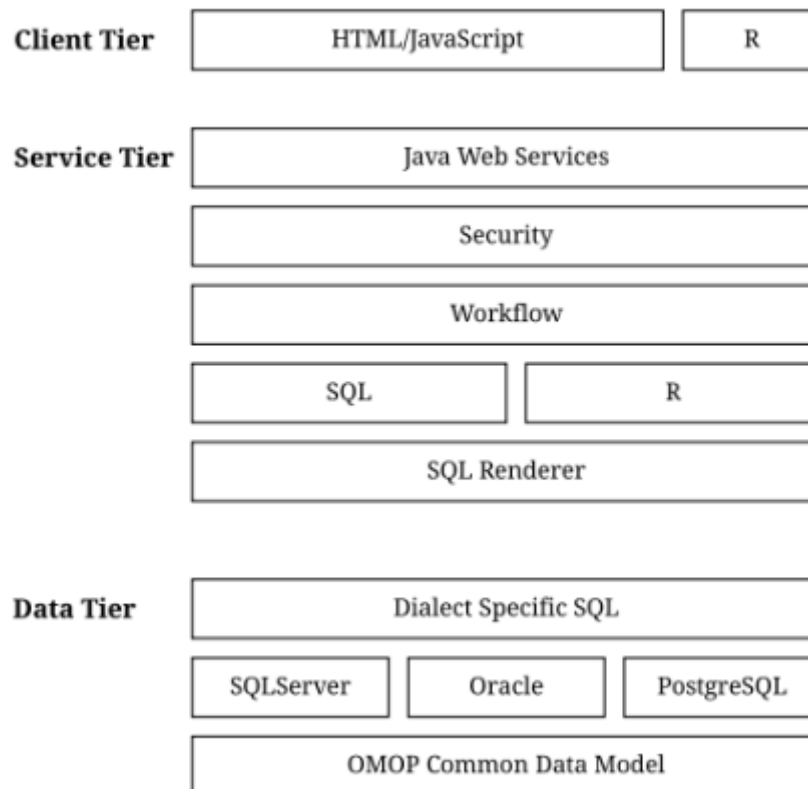 Client Tier HTML/JavaScript R
Service Tier Java Web Services
Security
Workflow
SQL R
SQL Renderer
Data Tier Dialect Specific SQL
SQLServer Oracle PostgreSQL
OMOP Common Data Model